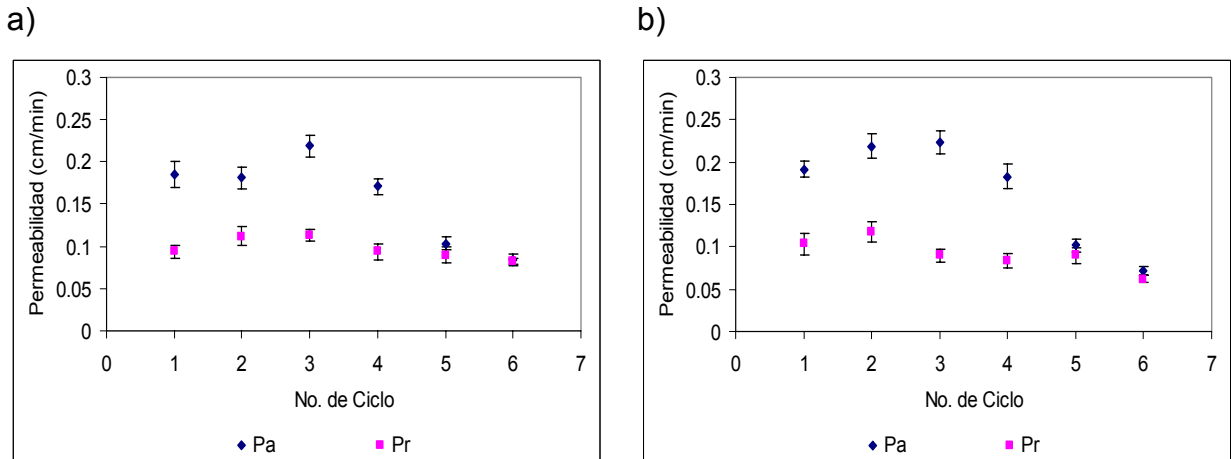 a)
Permeabilidad (cm/min)
0.3
0.25
0.2
0.15
0.1
0.05
0
0 1 2 3 4 5 6 7
No. de Ciclo
Pa Pr
b)
Permeabilidad (cm/min)
0.3
0.25
0.2
0.15
0.1
0.05
0
0 1 2 3 4 5 6 7
No. de Ciclo
Pa Pr